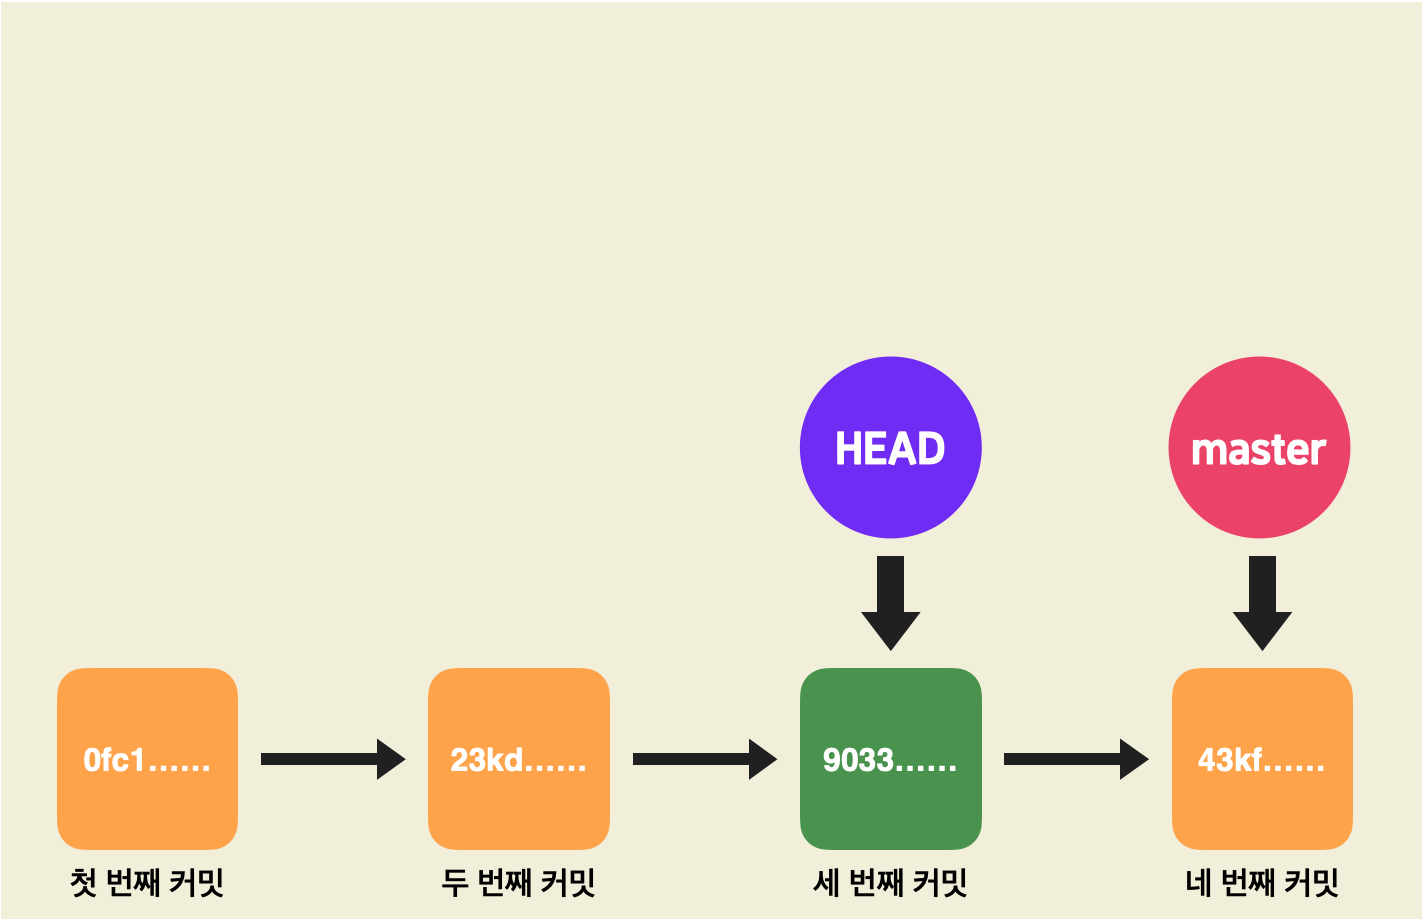 HEAD
master
0fc1......
23kd......
9033......
43kf......
첫 번째 커밋
두 번째 커밋
세 번째 커밋
네 번째 커밋